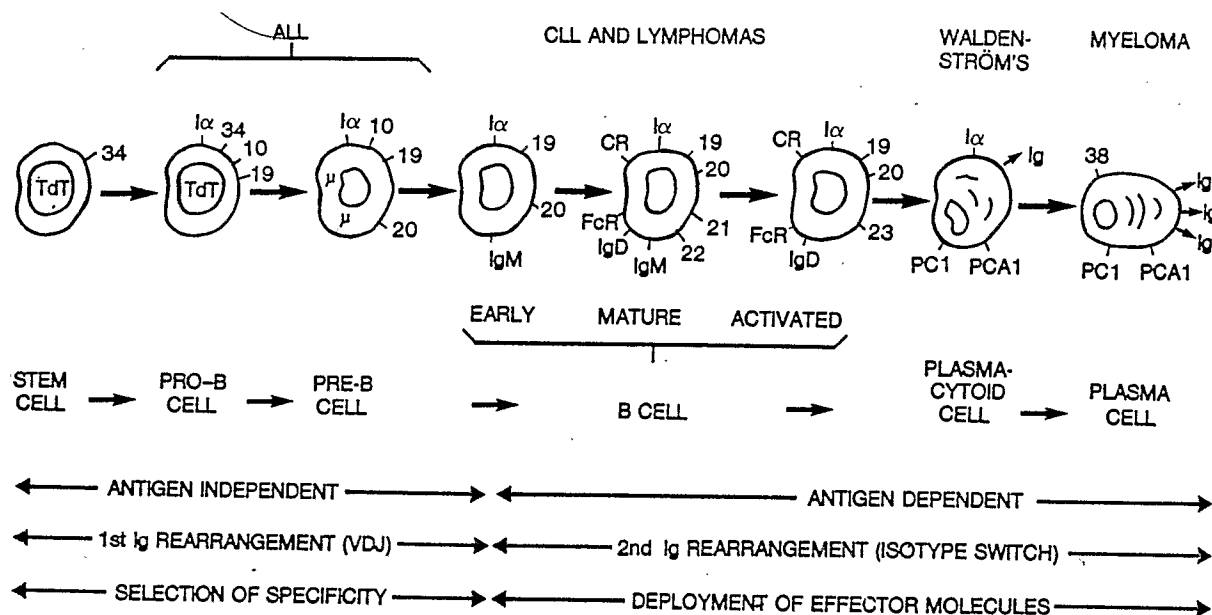 ALL
CLL AND LYMPHOMAS
WALDEN-
STRÖM'S
MYELOMA
34
TdT
Iα
34
10
19
TdT
Iα
10
19
20
μ
μ
Iα
19
20
IgM
CR
Iα
19
20
21
22
FcR
IgD
IgM
CR
Iα
19
20
23
FcR
IgD
Iα
Ig
PC1
PCA1
38
Ig
Ig
PC1
PCA1
EARLY
MATURE
ACTIVATED
STEM
CELL
PRO-B
CELL
PRE-B
CELL
B CELL
PLASMA-
CYTOID
CELL
PLASMA
CELL
ANTIGEN INDEPENDENT
ANTIGEN DEPENDENT
1st Ig REARRANGEMENT (VDJ)
2nd Ig REARRANGEMENT (ISOTYPE SWITCH)
SELECTION OF SPECIFICITY
DEPLOYMENT OF EFFECTOR MOLECULES